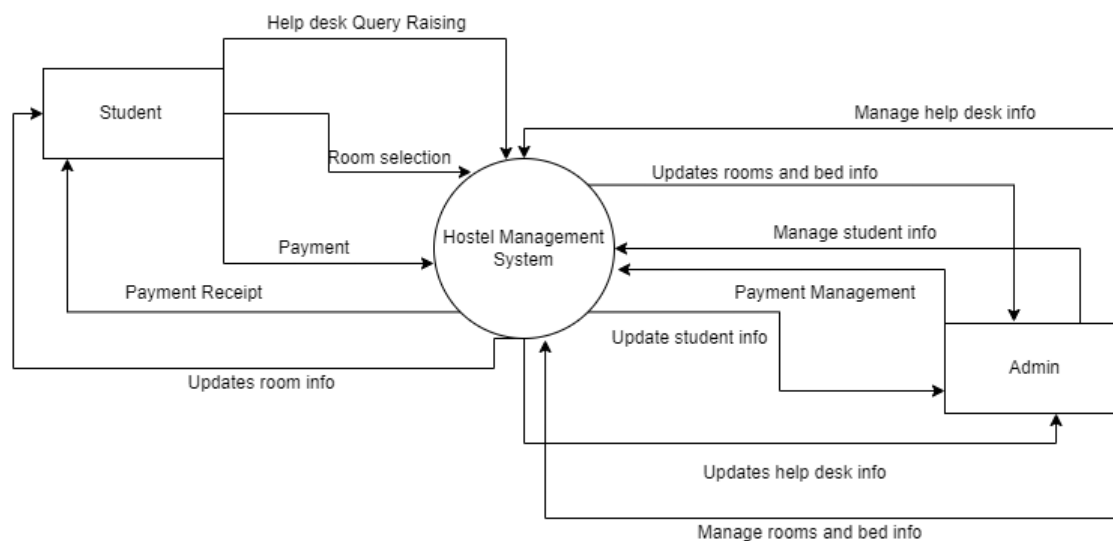 Help desk Query Raising
Student
Manage help desk info
Room selection
Updates rooms and bed info
Hostel Management
System
Manage student info
Payment
Payment Receipt
Payment Management
Update student info
Admin
Updates room info
Updates help desk info
Manage rooms and bed info